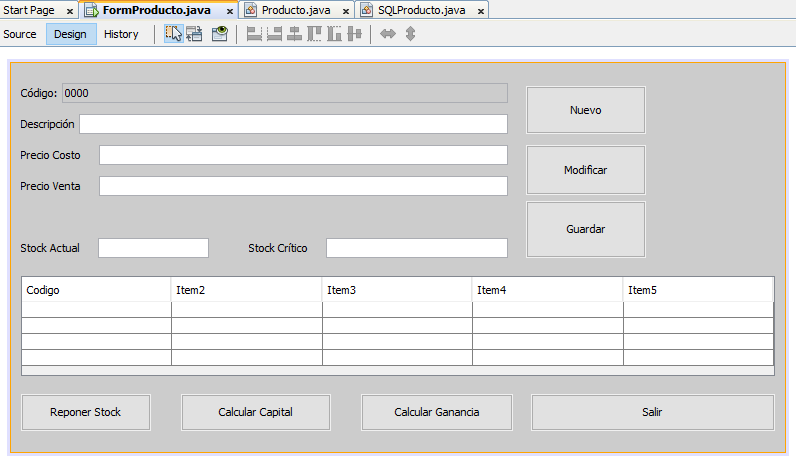 Start Page x FormProducto.java x Producto.java x SQLProducto.java x
Source Design History
Código: 0000
Nuevo
Descripción
Precio Costo
Modificar
Precio Venta
Guardar
Stock Actual Stock Crítico
Codigo Item2 Item3 Item4 Item5
Reponer Stock Calcular Capital Calcular Ganancia Salir